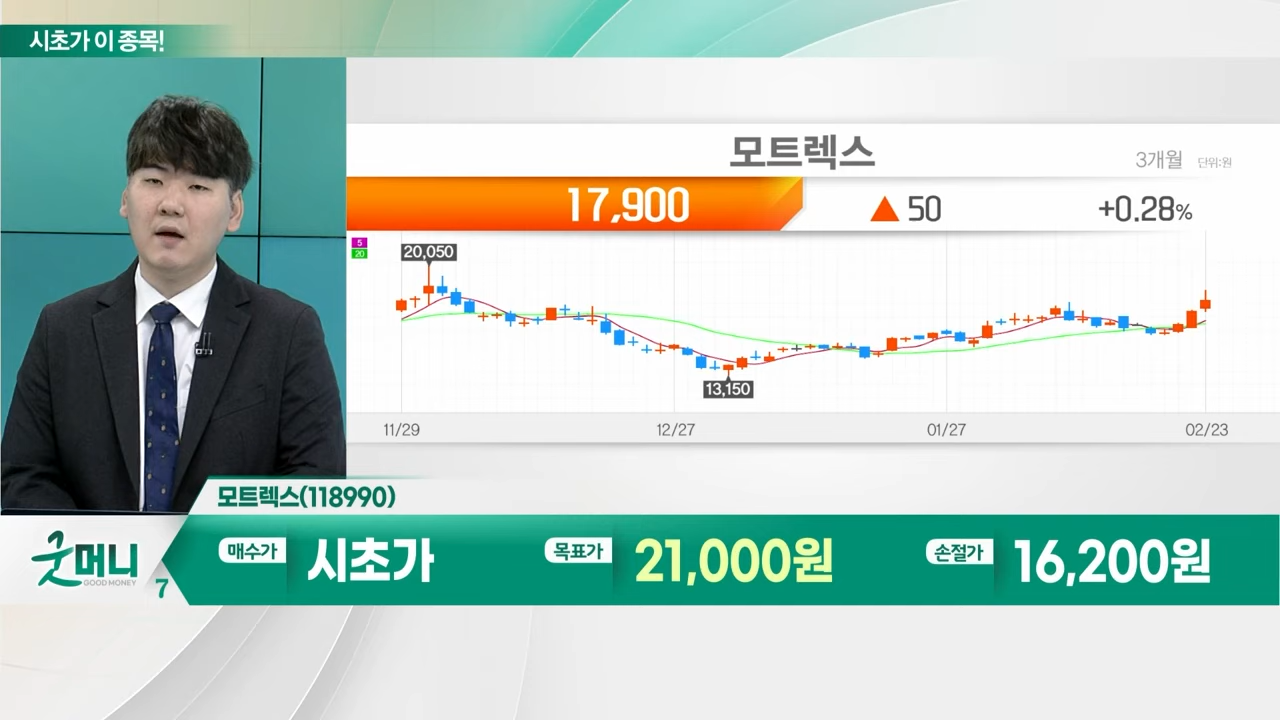 시초가 이 종목!
모트렉스
3개월 단위:원
17,900 ▲ 50 +0.28%
5
20
20,050
13,150
11/29 12/27 01/27 02/23
모트렉스(118990)
굿머니
GOOD MONEY
7
매수가 시초가 목표가 21,000원 손절가 16,200원